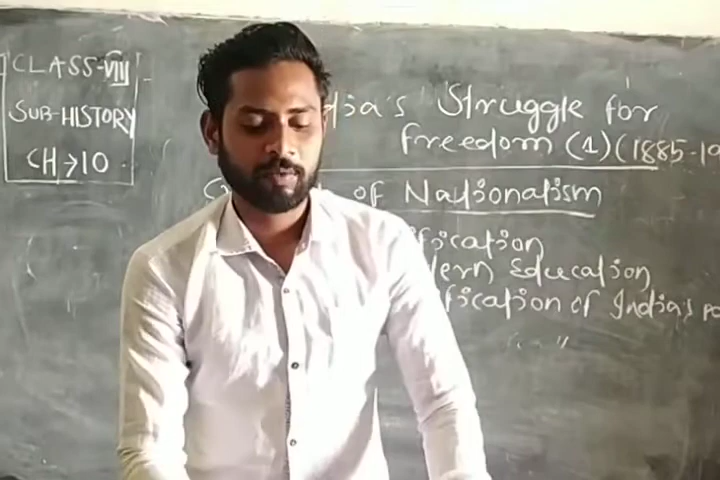 CLASS-VIII
SUB-HISTORY
CH→10
dia's Struggle for
freedom (1) (1885-19
G of Nationalism
fication
dern Education
fication of India's po